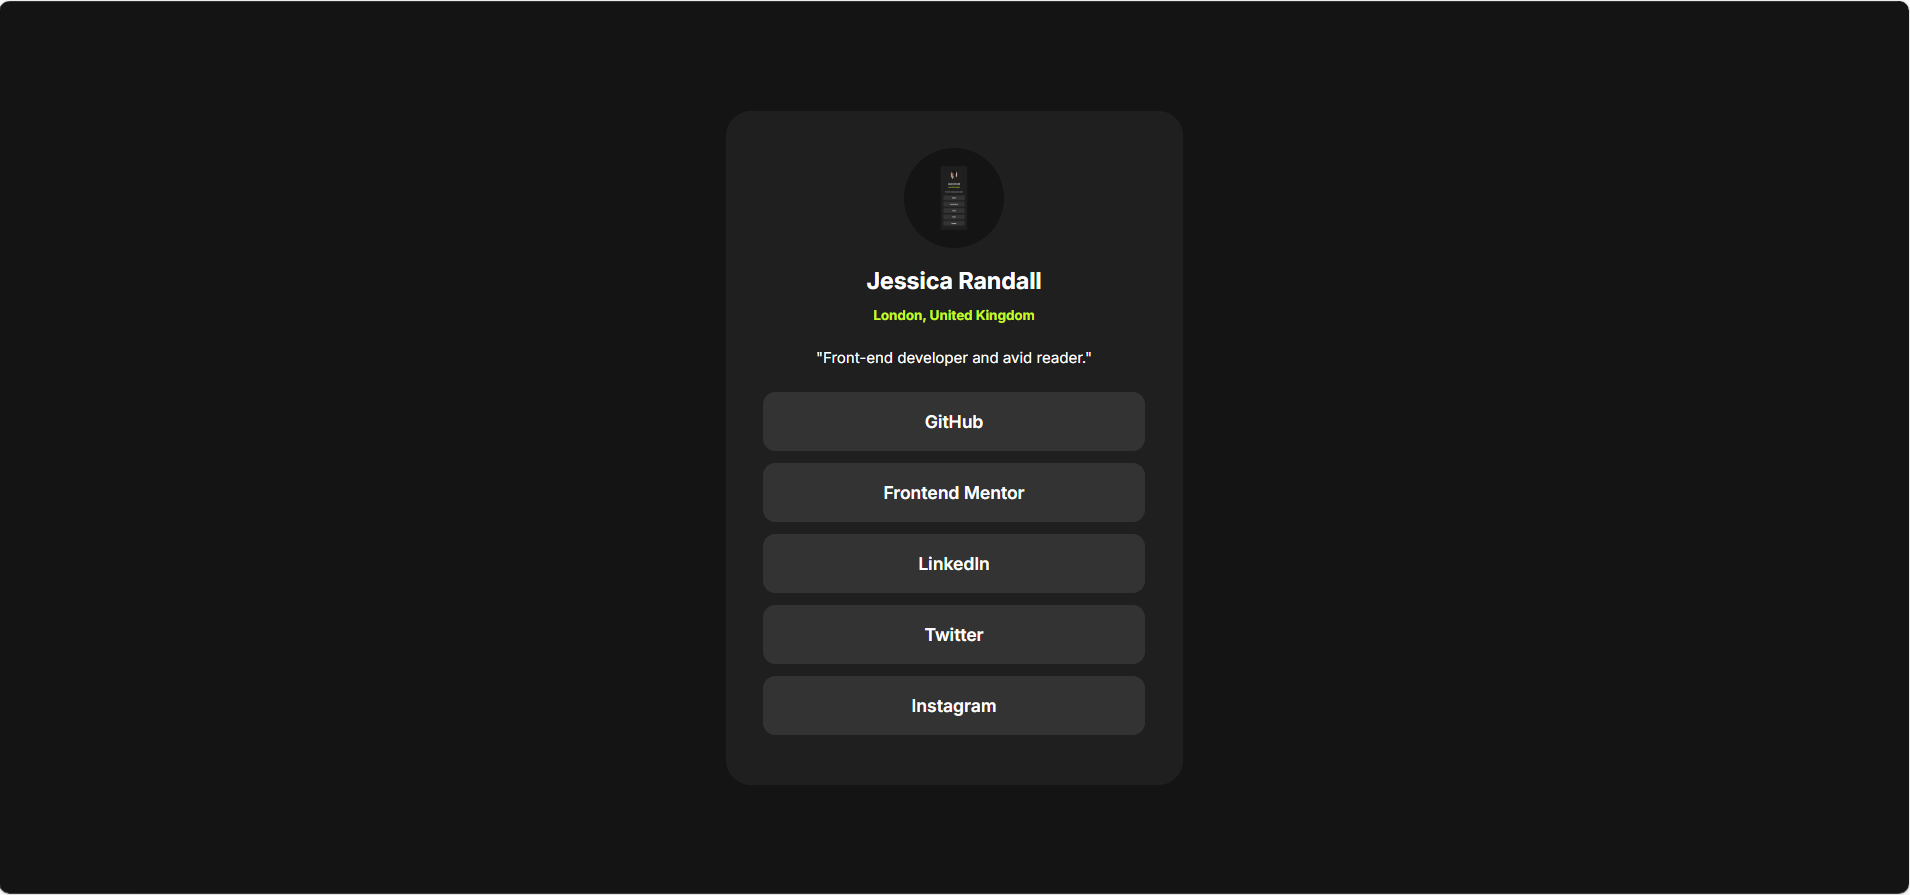 Jessica Randall
London, United Kingdom
"Front-end developer and avid reader."
GitHub
Frontend Mentor
LinkedIn
Twitter
Instagram